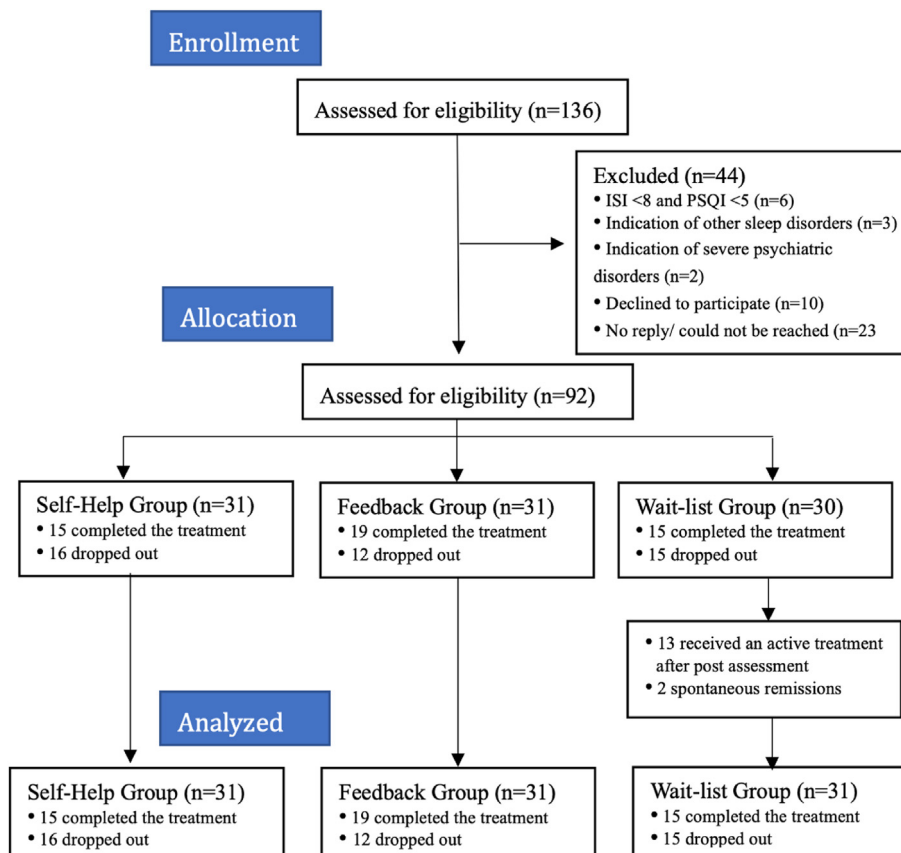 Enrollment
Assessed for eligibility (n=136)
Excluded (n=44)
• ISI <8 and PSQI <5 (n=6)
• Indication of other sleep disorders (n=3)
• Indication of severe psychiatric
disorders (n=2)
• Declined to participate (n=10)
• No reply/ could not be reached (n=23
Allocation
Assessed for eligibility (n=92)
Self-Help Group (n=31)
• 15 completed the treatment
• 16 dropped out
Feedback Group (n=31)
• 19 completed the treatment
• 12 dropped out
Wait-list Group (n=30)
• 15 completed the treatment
• 15 dropped out
• 13 received an active treatment
after post assessment
• 2 spontaneous remissions
Analyzed
Self-Help Group (n=31)
• 15 completed the treatment
• 16 dropped out
Feedback Group (n=31)
• 19 completed the treatment
• 12 dropped out
Wait-list Group (n=31)
• 15 completed the treatment
• 15 dropped out